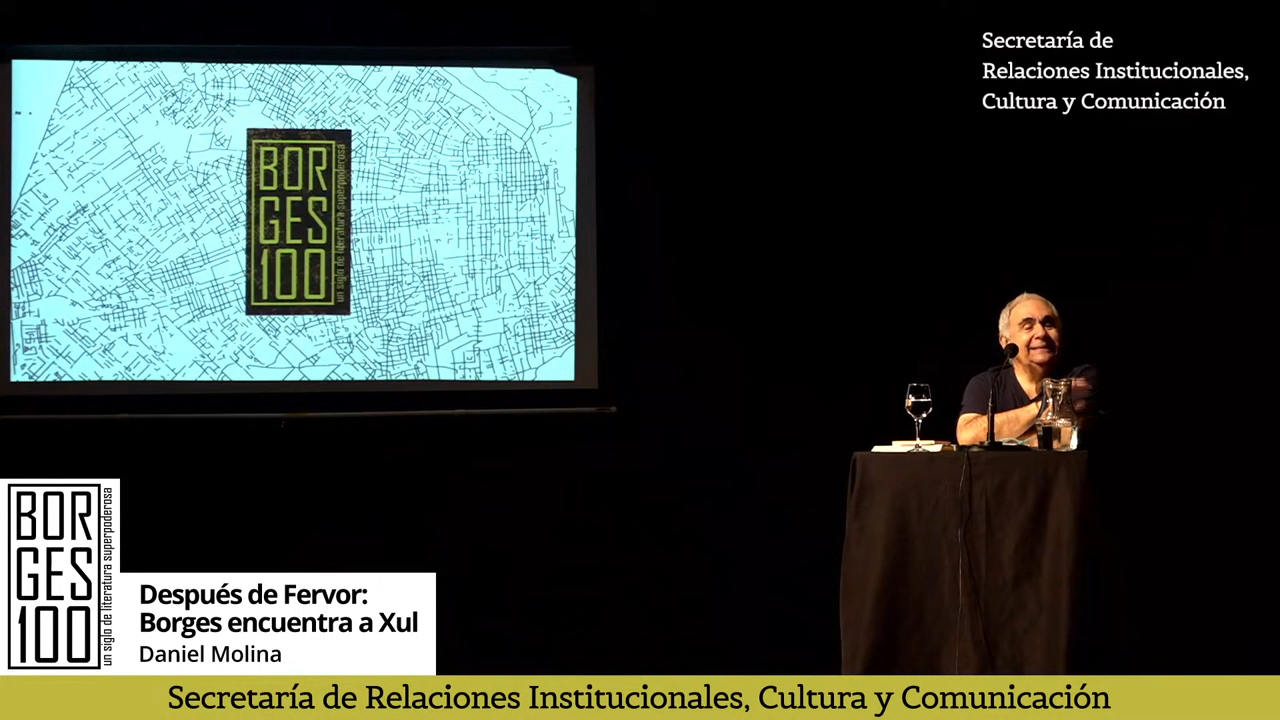 Secretaría de
Relaciones Institucionales,
Cultura y Comunicación
BOR
GES
100
un siglo de literatura superpoderosa
BOR
GES
100
un siglo de literatura superpoderosa
Después de Fervor:
Borges encuentra a Xul
Daniel Molina
Secretaría de Relaciones Institucionales, Cultura y Comunicación